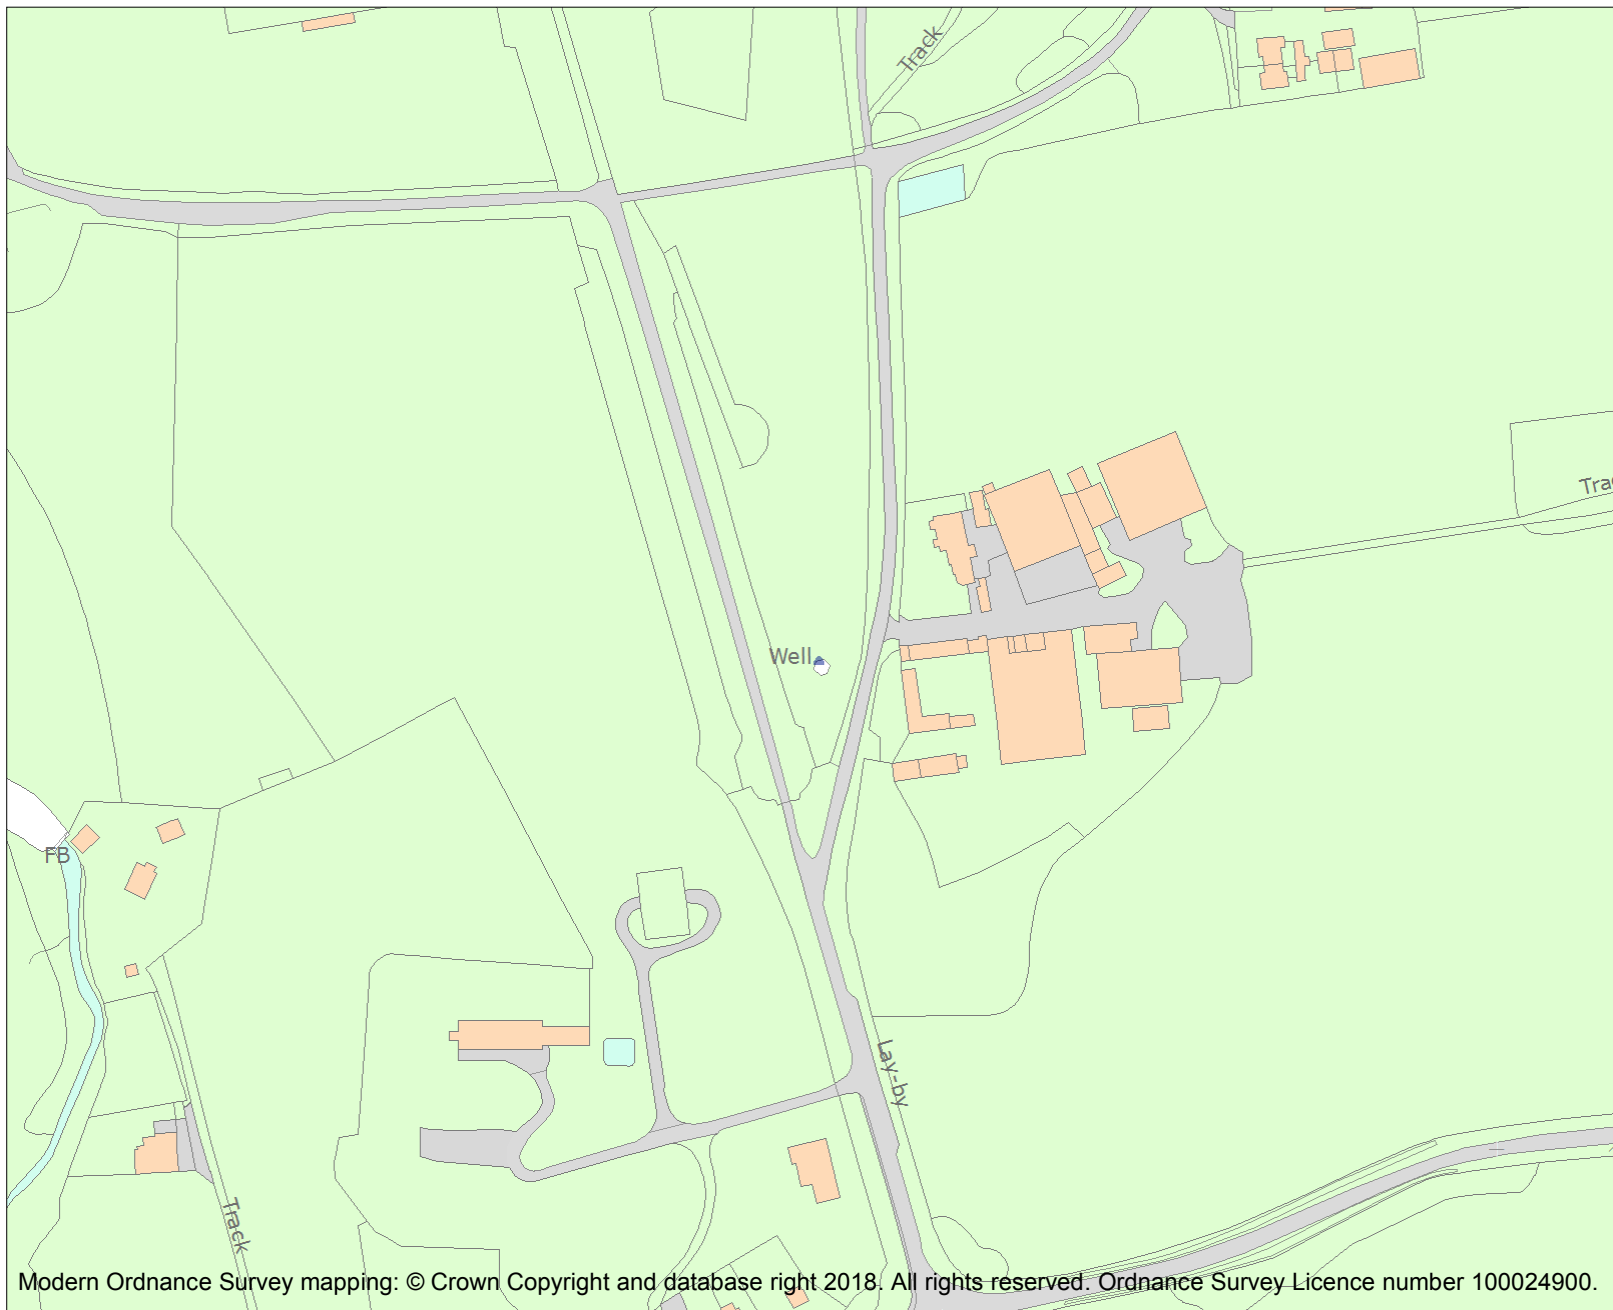 Track
Tra
Well
FB
Lay-by
Track
Modern Ordnance Survey mapping: © Crown Copyright and database right 2018. All rights reserved. Ordnance Survey Licence number 100024900.